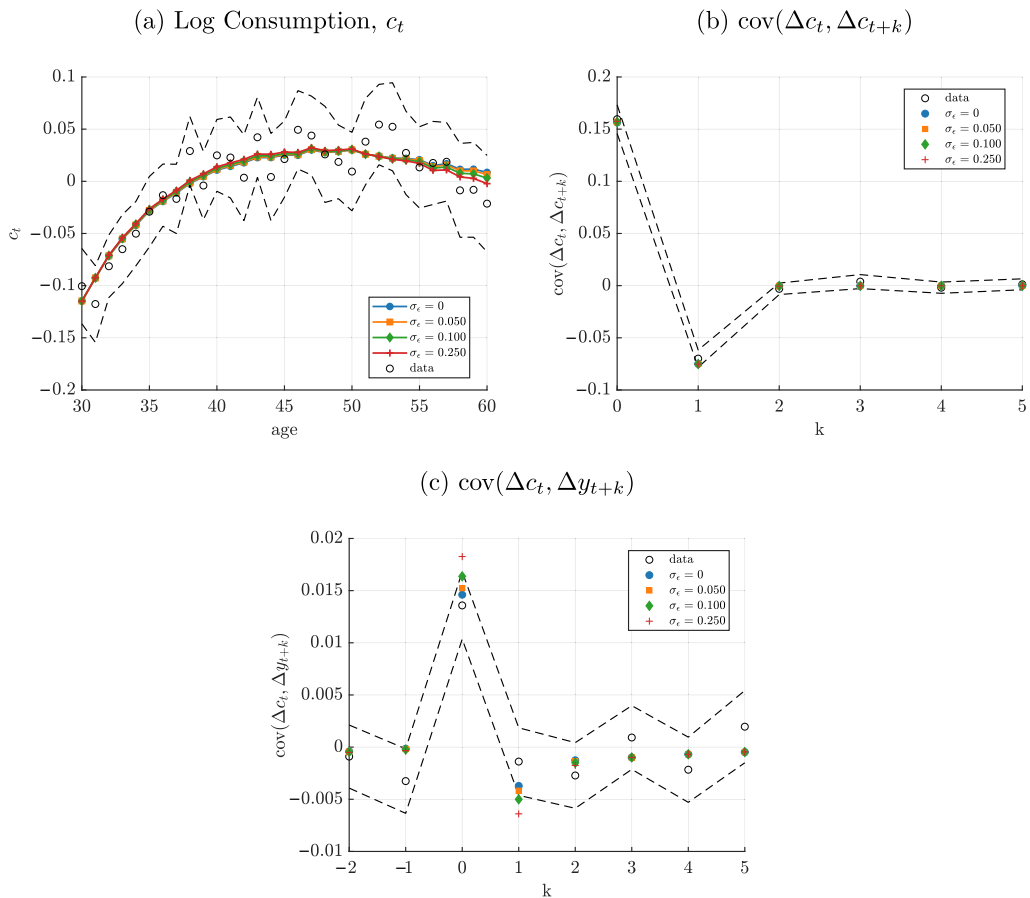 (a) Log Consumption, c_t
0.1
0.05
0
−0.05
−0.1
−0.15
−0.2
c_t
30 35 40 45 50 55 60
age
σ_ϵ = 0
σ_ϵ = 0.050
σ_ϵ = 0.100
σ_ϵ = 0.250
data
(b) cov(Δc_t, Δc_{t+k})
0.2
0.15
0.1
0.05
0
−0.05
−0.1
cov(Δc_t, Δc_{t+k})
0 1 2 3 4 5
k
data
σ_ϵ = 0
σ_ϵ = 0.050
σ_ϵ = 0.100
σ_ϵ = 0.250
(c) cov(Δc_t, Δy_{t+k})
0.02
0.015
0.01
0.005
0
−0.005
−0.01
cov(Δc_t, Δy_{t+k})
−2 −1 0 1 2 3 4 5
k
data
σ_ϵ = 0
σ_ϵ = 0.050
σ_ϵ = 0.100
σ_ϵ = 0.250